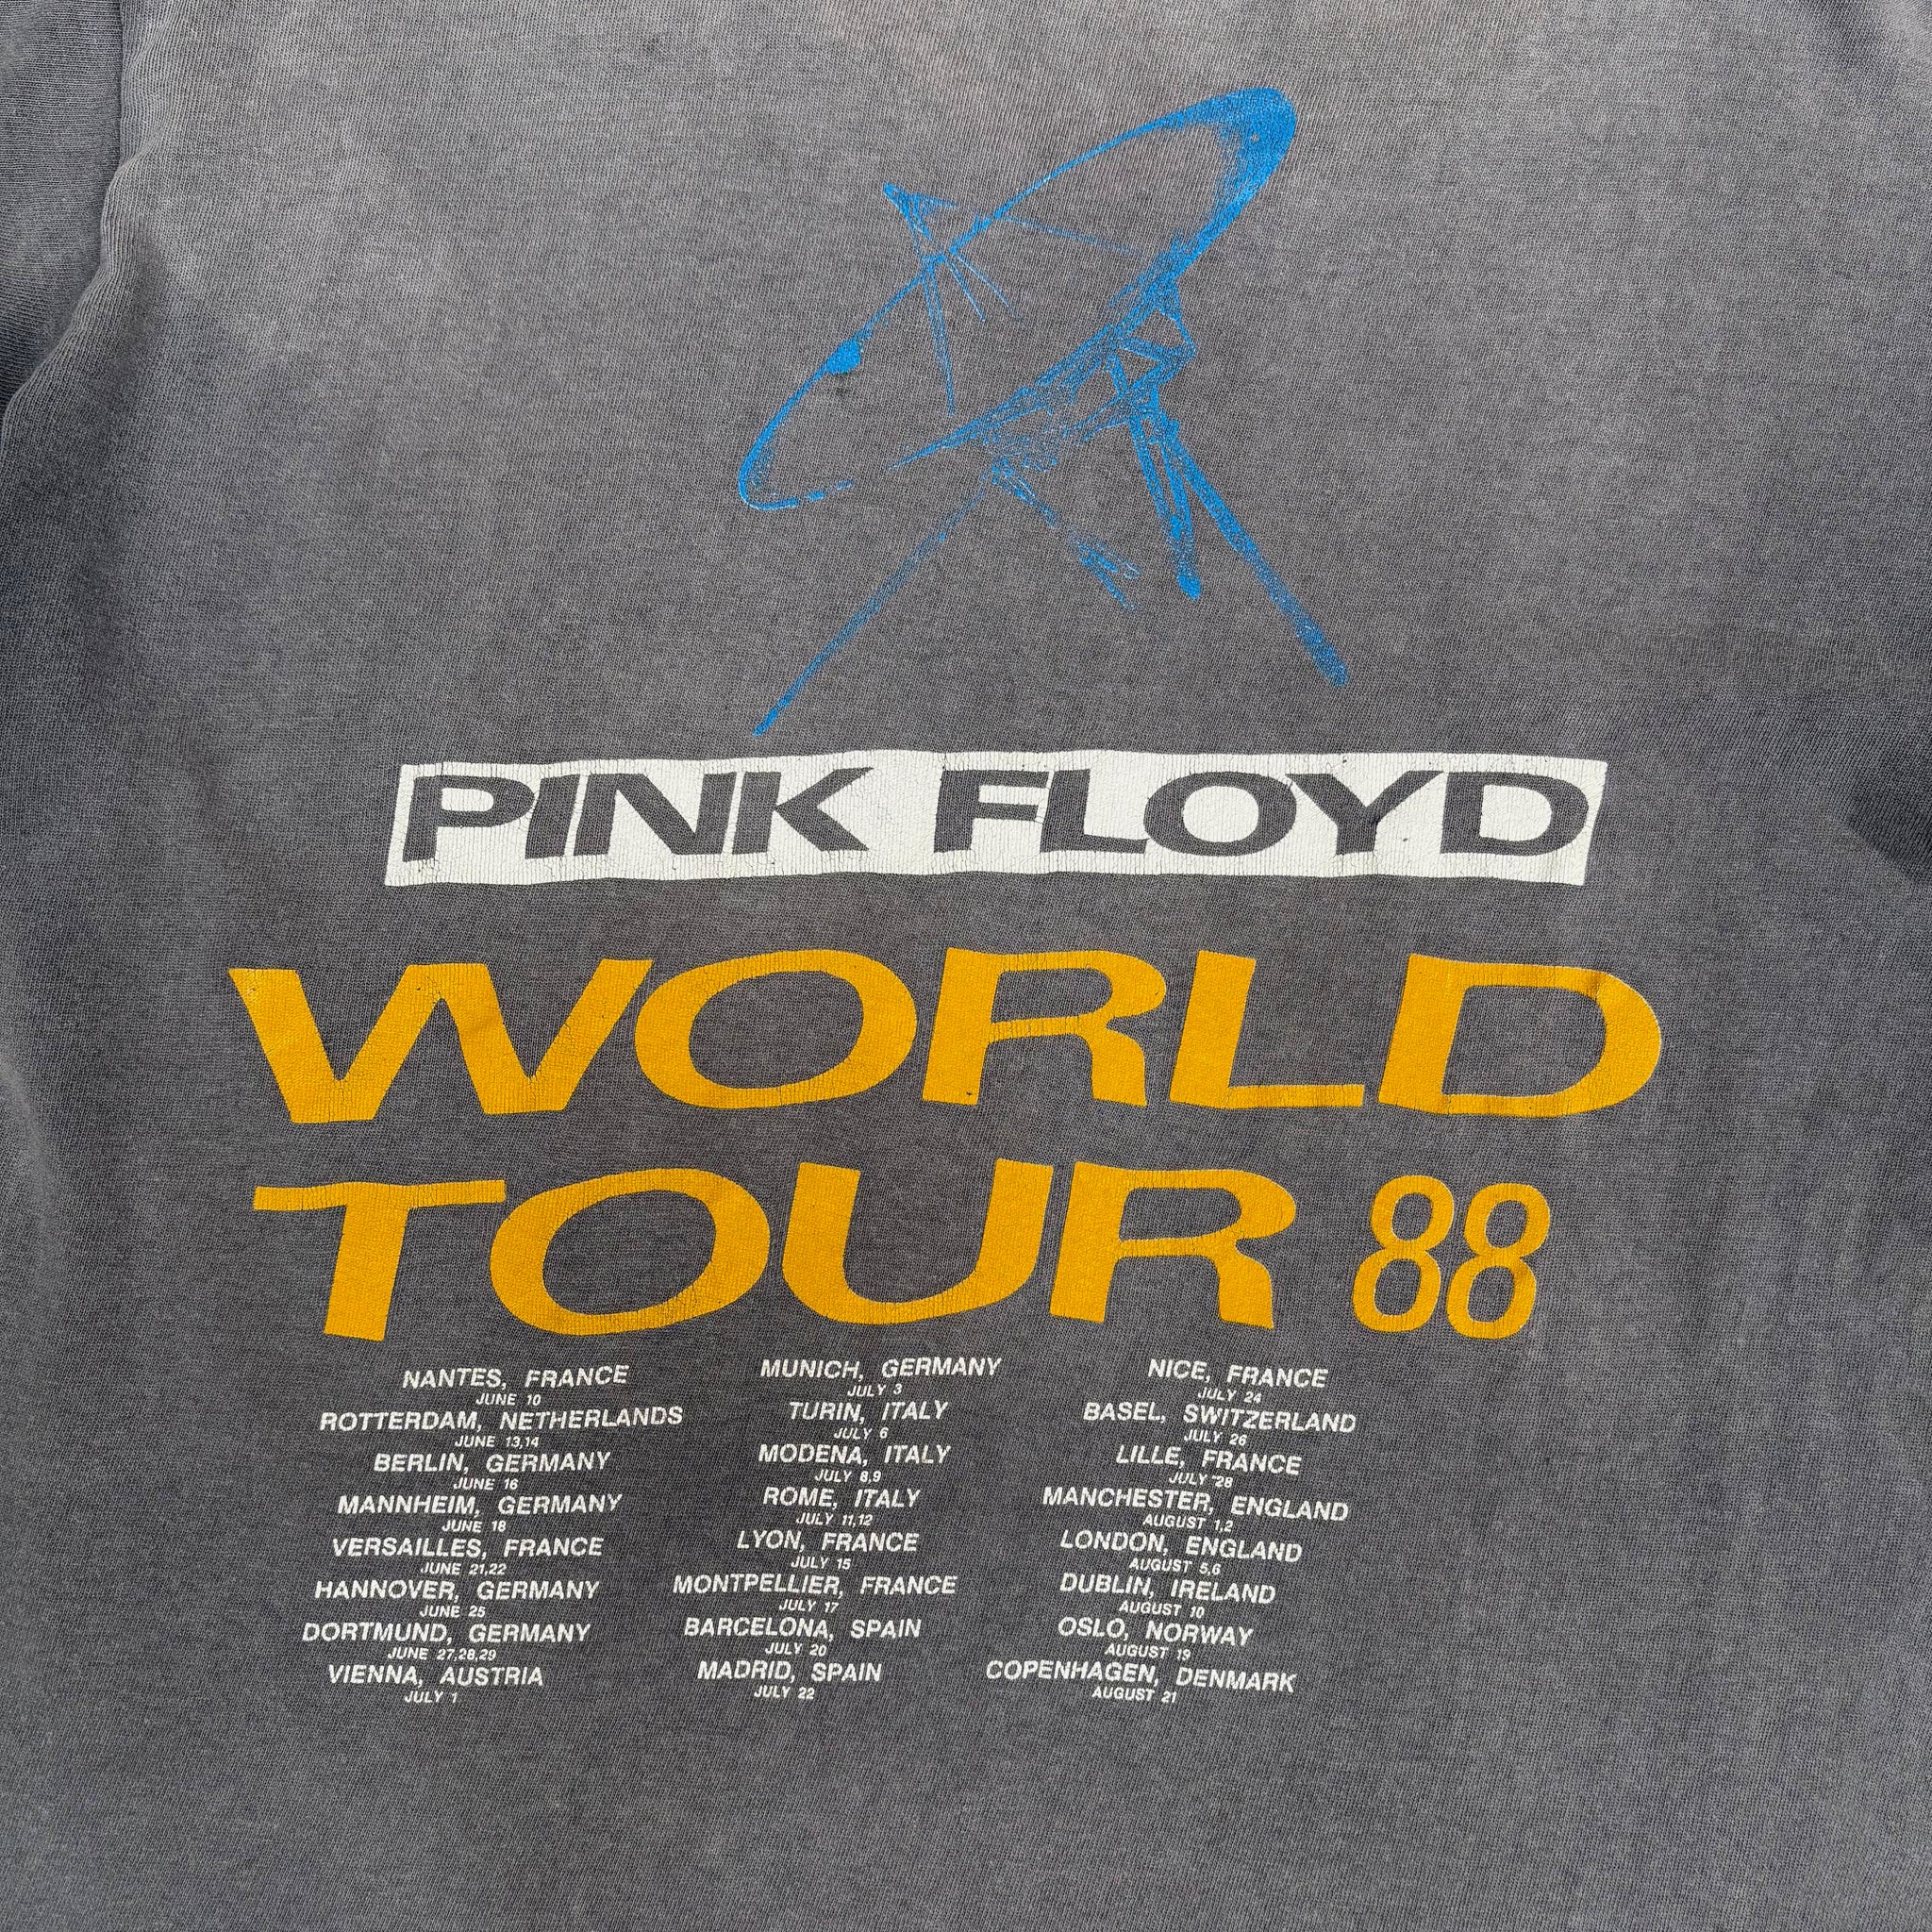 PINK FLOYD
WORLD
TOUR 88
NANTES, FRANCE
JUNE 10
ROTTERDAM, NETHERLANDS
JUNE 13,14
BERLIN, GERMANY
JUNE 16
MANNHEIM, GERMANY
JUNE 18
VERSAILLES, FRANCE
JUNE 21,22
HANNOVER, GERMANY
JUNE 25
DORTMUND, GERMANY
JUNE 27,28,29
VIENNA, AUSTRIA
JULY 1
MUNICH, GERMANY
JULY 3
TURIN, ITALY
JULY 6
MODENA, ITALY
JULY 8,9
ROME, ITALY
JULY 11,12
LYON, FRANCE
JULY 15
MONTPELLIER, FRANCE
JULY 17
BARCELONA, SPAIN
JULY 20
MADRID, SPAIN
JULY 22
NICE, FRANCE
JULY 24
BASEL, SWITZERLAND
JULY 26
LILLE, FRANCE
JULY 28
MANCHESTER, ENGLAND
AUGUST 1,2
LONDON, ENGLAND
AUGUST 5,6
DUBLIN, IRELAND
AUGUST 10
OSLO, NORWAY
AUGUST 19
COPENHAGEN, DENMARK
AUGUST 21